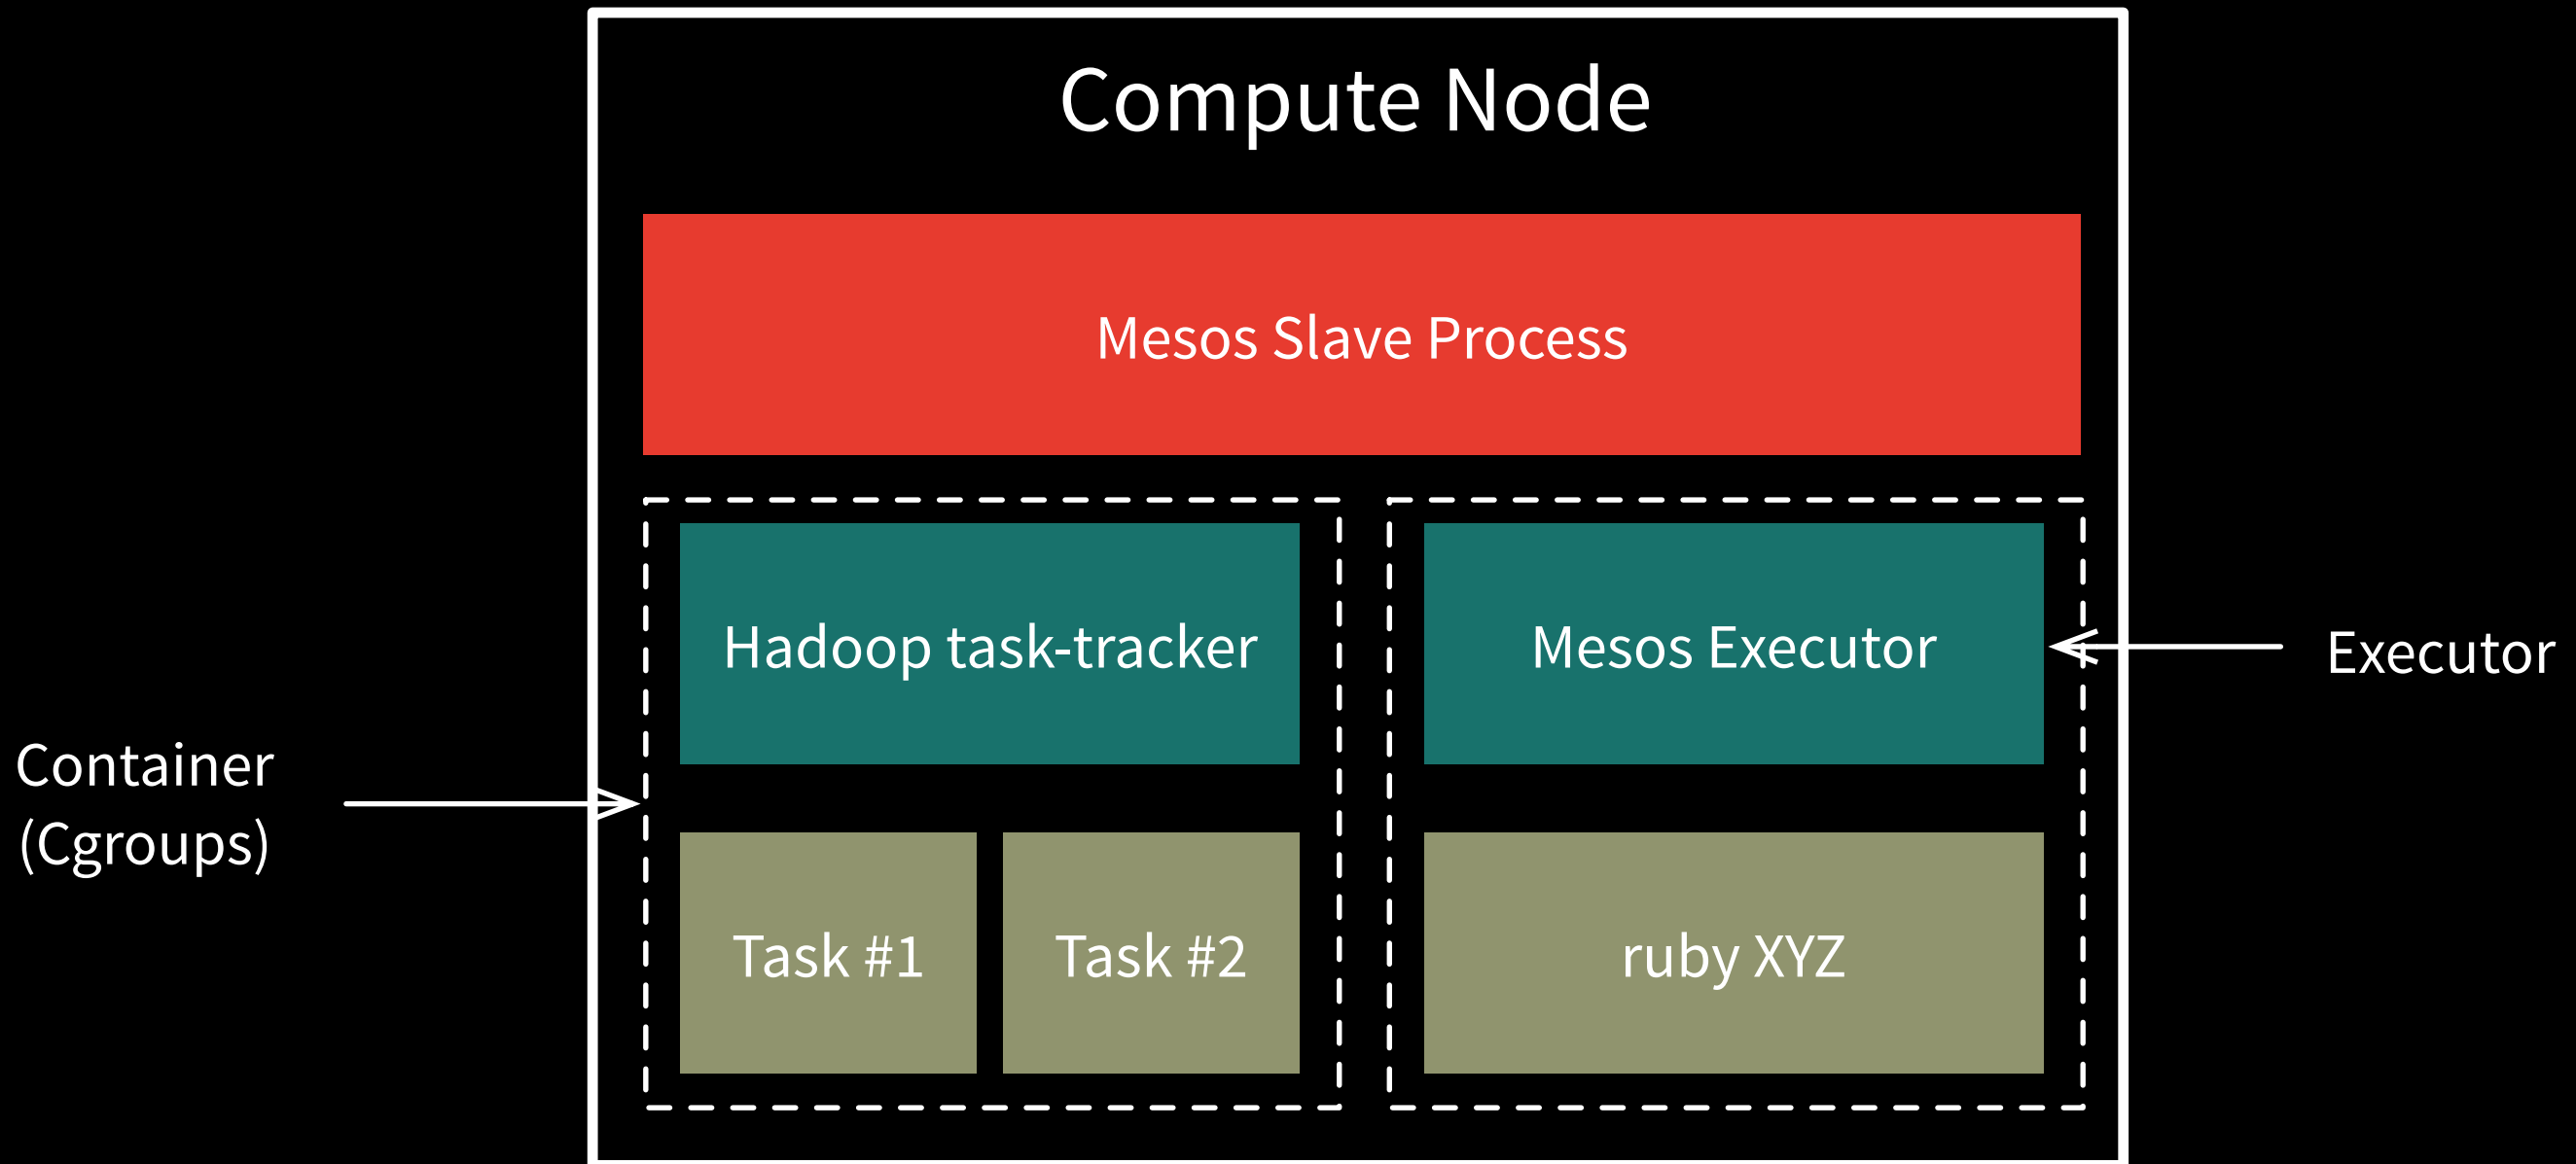 Compute Node
Mesos Slave Process
Hadoop task-tracker
Mesos Executor
Executor
Container
(Cgroups)
Task #1
Task #2
ruby XYZ